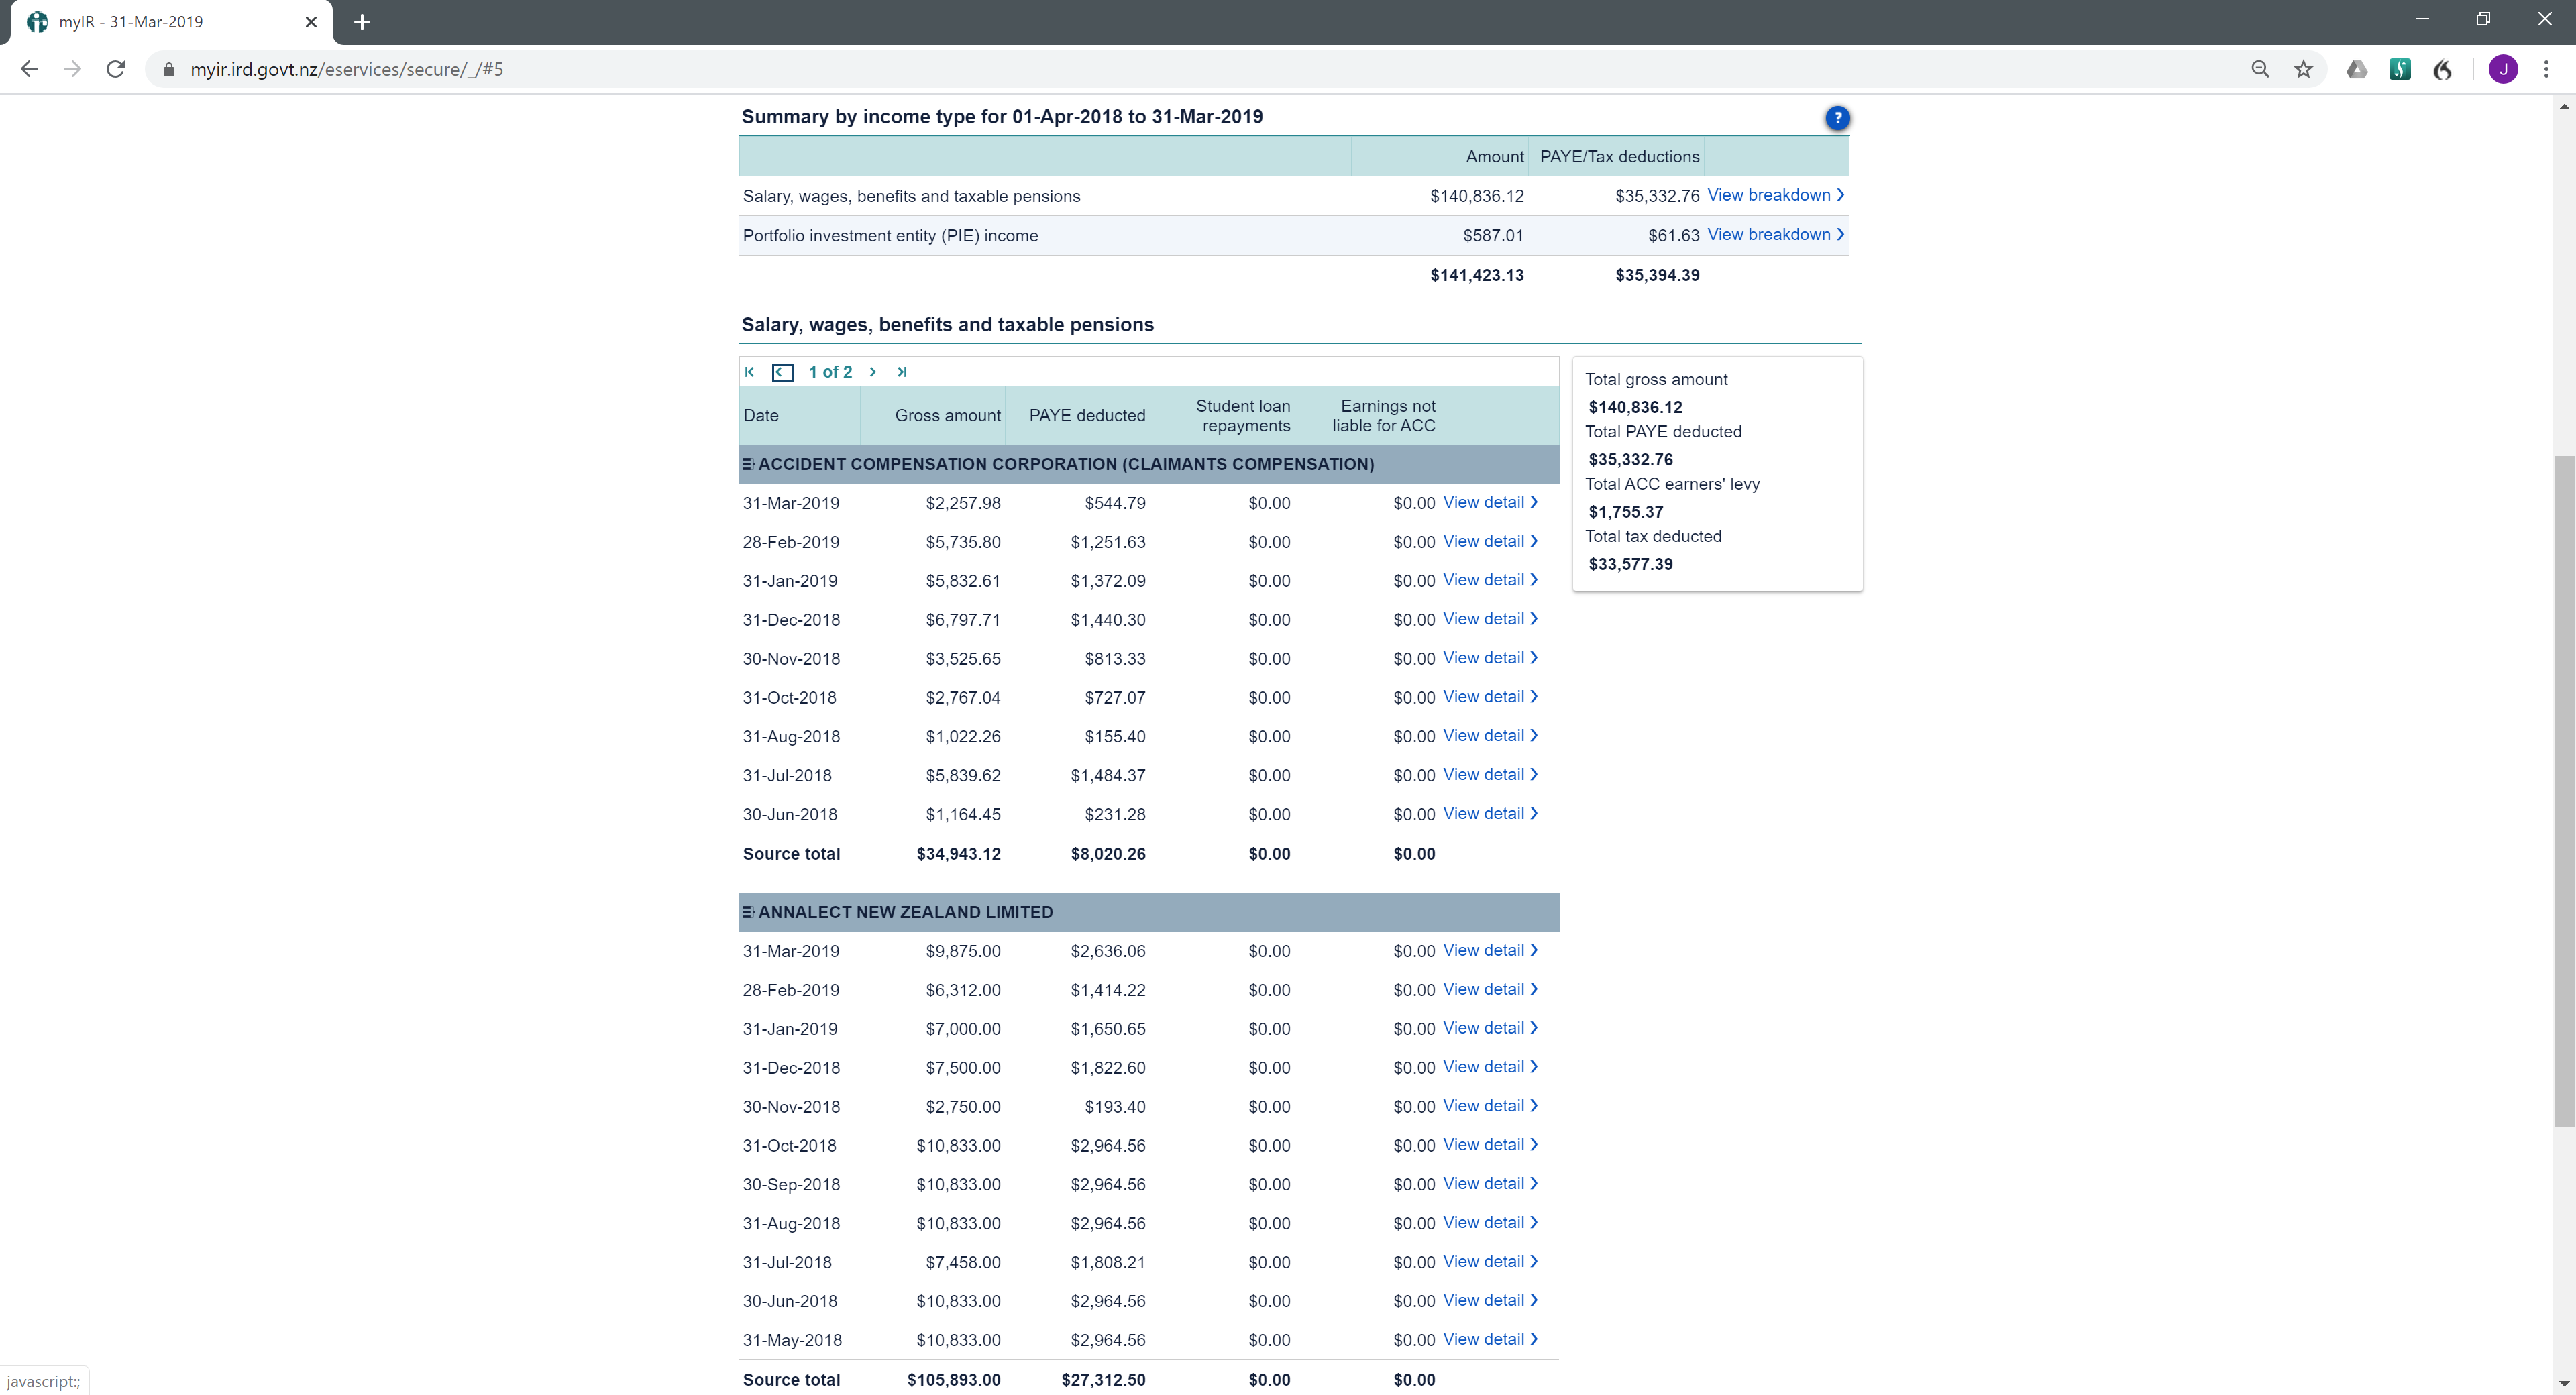 myIR - 31-Mar-2019
myir.ird.govt.nz/eservices/secure/_/#5
J
Summary by income type for 01-Apr-2018 to 31-Mar-2019 ?
Amount PAYE/Tax deductions
Salary, wages, benefits and taxable pensions $140,836.12 $35,332.76 View breakdown
Portfolio investment entity (PIE) income $587.01 $61.63 View breakdown
$141,423.13 $35,394.39
Salary, wages, benefits and taxable pensions
1 of 2
Date Gross amount PAYE deducted Student loan repayments Earnings not liable for ACC
ACCIDENT COMPENSATION CORPORATION (CLAIMANTS COMPENSATION)
31-Mar-2019 $2,257.98 $544.79 $0.00 $0.00 View detail
28-Feb-2019 $5,735.80 $1,251.63 $0.00 $0.00 View detail
31-Jan-2019 $5,832.61 $1,372.09 $0.00 $0.00 View detail
31-Dec-2018 $6,797.71 $1,440.30 $0.00 $0.00 View detail
30-Nov-2018 $3,525.65 $813.33 $0.00 $0.00 View detail
31-Oct-2018 $2,767.04 $727.07 $0.00 $0.00 View detail
31-Aug-2018 $1,022.26 $155.40 $0.00 $0.00 View detail
31-Jul-2018 $5,839.62 $1,484.37 $0.00 $0.00 View detail
30-Jun-2018 $1,164.45 $231.28 $0.00 $0.00 View detail
Source total $34,943.12 $8,020.26 $0.00 $0.00
ANNALECT NEW ZEALAND LIMITED
31-Mar-2019 $9,875.00 $2,636.06 $0.00 $0.00 View detail
28-Feb-2019 $6,312.00 $1,414.22 $0.00 $0.00 View detail
31-Jan-2019 $7,000.00 $1,650.65 $0.00 $0.00 View detail
31-Dec-2018 $7,500.00 $1,822.60 $0.00 $0.00 View detail
30-Nov-2018 $2,750.00 $193.40 $0.00 $0.00 View detail
31-Oct-2018 $10,833.00 $2,964.56 $0.00 $0.00 View detail
30-Sep-2018 $10,833.00 $2,964.56 $0.00 $0.00 View detail
31-Aug-2018 $10,833.00 $2,964.56 $0.00 $0.00 View detail
31-Jul-2018 $7,458.00 $1,808.21 $0.00 $0.00 View detail
30-Jun-2018 $10,833.00 $2,964.56 $0.00 $0.00 View detail
31-May-2018 $10,833.00 $2,964.56 $0.00 $0.00 View detail
Source total $105,893.00 $27,312.50 $0.00 $0.00
Total gross amount
$140,836.12
Total PAYE deducted
$35,332.76
Total ACC earners' levy
$1,755.37
Total tax deducted
$33,577.39
javascript:;